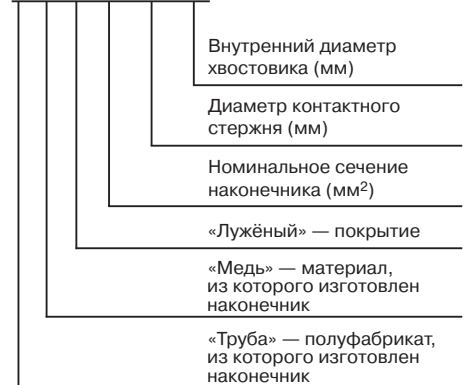 Внутренний диаметр
хвостовика (мм)
Диаметр контактного
стержня (мм)
Номинальное сечение
наконечника (мм²)
«Лужёный» — покрытие
«Медь» — материал,
из которого изготовлен
наконечник
«Труба» — полуфабрикат,
из которого изготовлен
наконечник